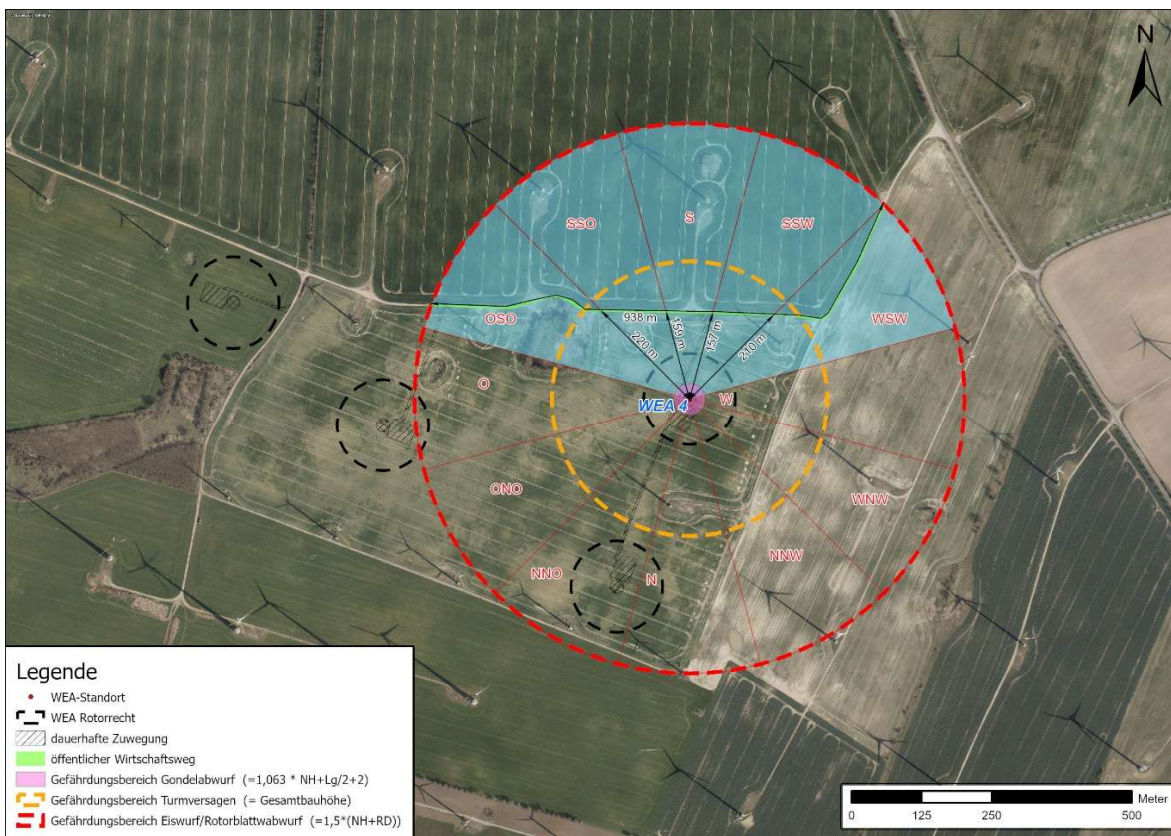 N
SSO
S
SSW
OSO
938 m
159 m
157 m
220 m
210 m
WSW
O
WEA 4
W
ONO
WNW
NNO
N
NNW
Legende
WEA-Standort
WEA Rotorrecht
dauerhafte Zuwegung
öffentlicher Wirtschaftsweg
Gefährdungsbereich Gondelabwurf (=1,063 * NH+Lg/2+2)
Gefährdungsbereich Turmversagen (= Gesamtbauhöhe)
Gefährdungsbereich Eiswurf/Rotorblattwabwurf (=1,5*(NH+RD))
Meter
0 125 250 500